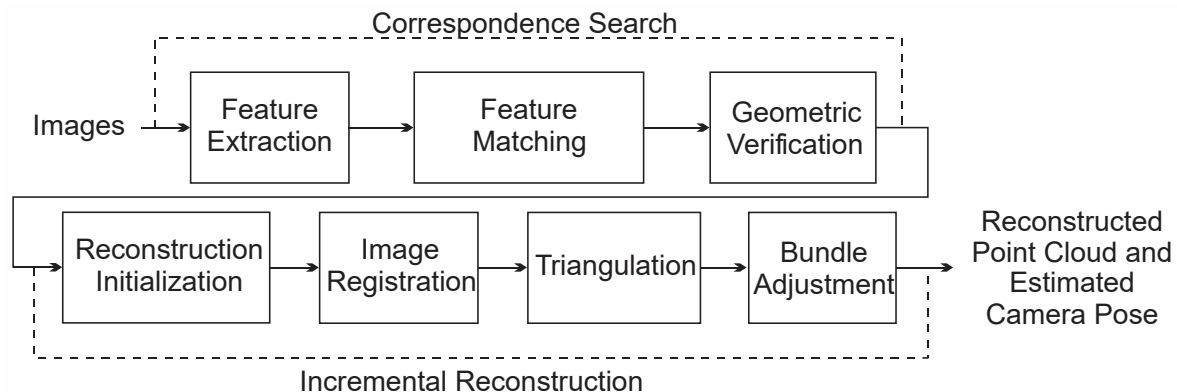 Correspondence Search
Images
Feature
Extraction
Feature
Matching
Geometric
Verification
Reconstruction
Initialization
Image
Registration
Triangulation
Bundle
Adjustment
Reconstructed
Point Cloud and
Estimated
Camera Pose
Incremental Reconstruction